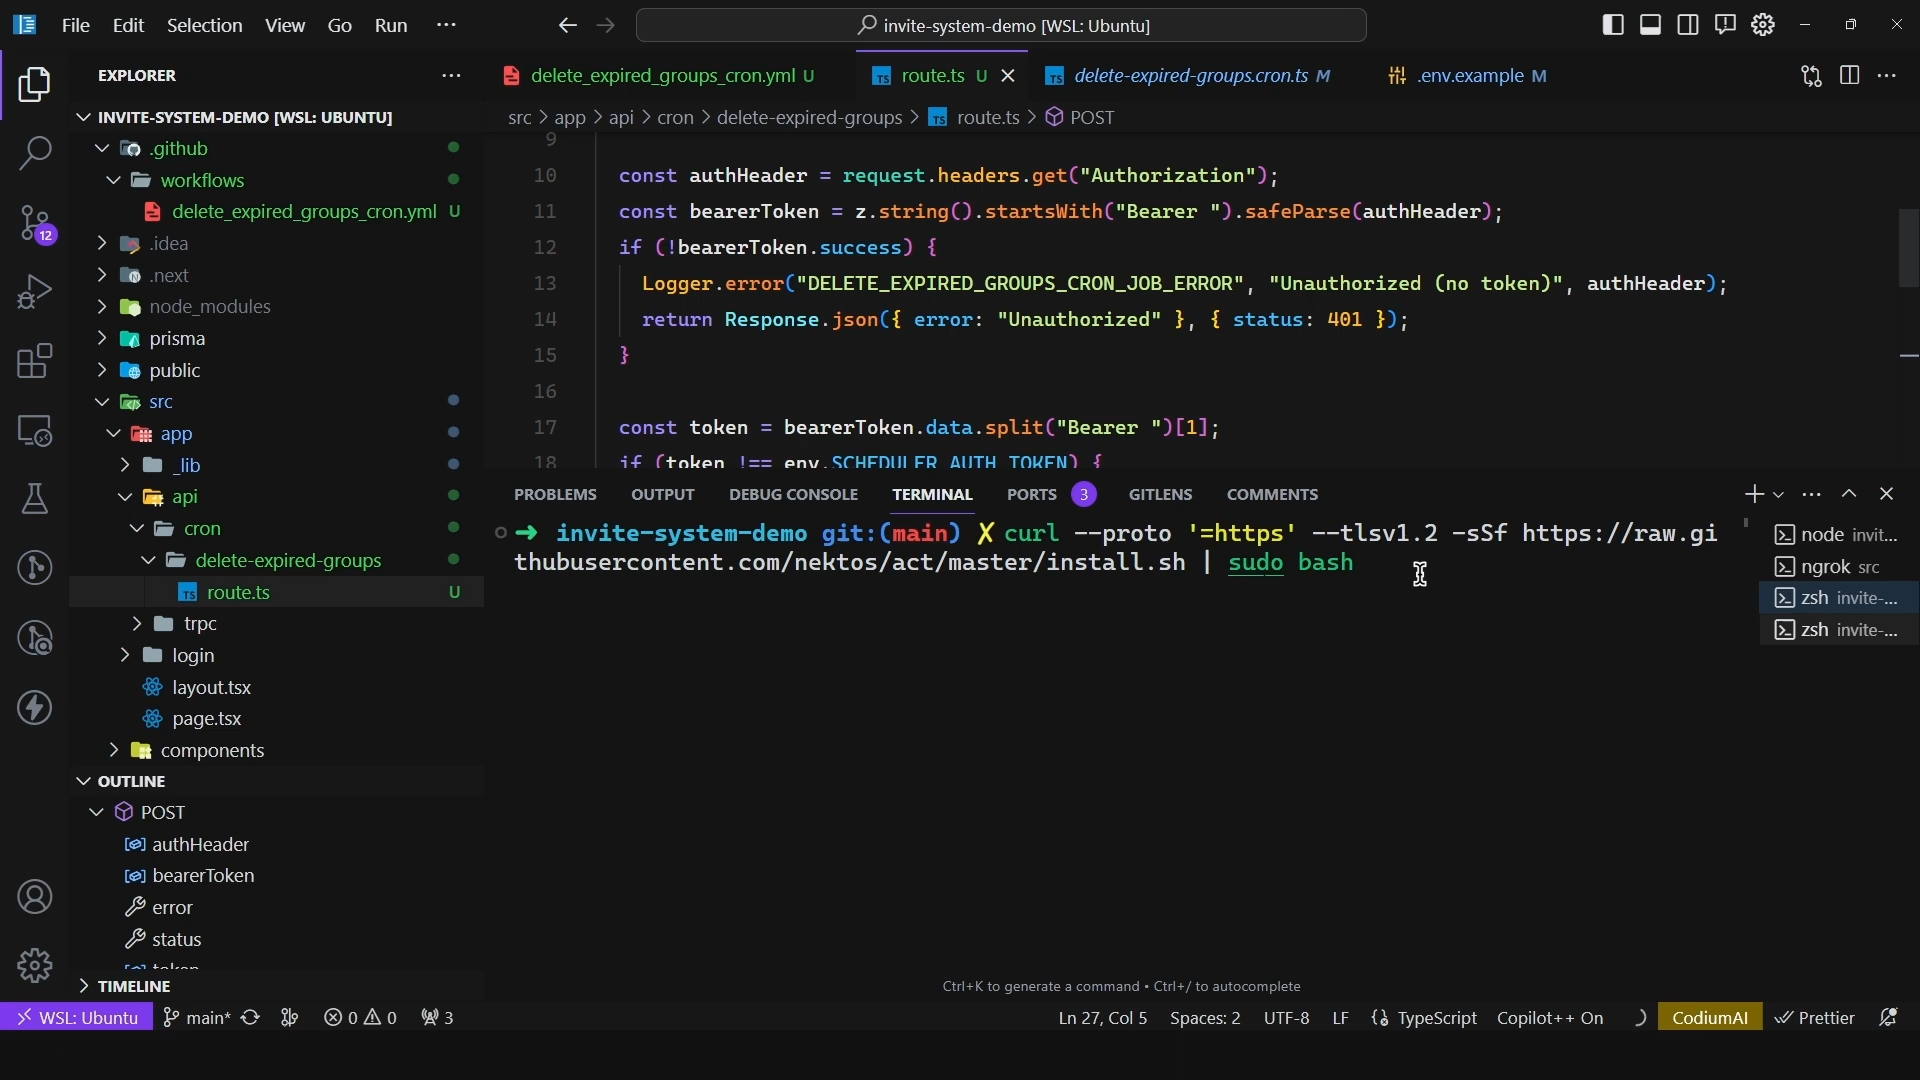 File Edit Selection View Go Run ···
invite-system-demo [WSL: Ubuntu]
EXPLORER
INVITE-SYSTEM-DEMO [WSL: UBUNTU]
.github
workflows
delete_expired_groups_cron.yml U
.idea
.next
node_modules
prisma
public
src
app
_lib
api
cron
delete-expired-groups
route.ts U
trpc
login
layout.tsx
page.tsx
components
OUTLINE
POST
authHeader
bearerToken
error
status
TIMELINE
12
delete_expired_groups_cron.yml U
route.ts U
delete-expired-groups.cron.ts M
.env.example M
src > app > api > cron > delete-expired-groups > route.ts > POST
9
10 const authHeader = request.headers.get("Authorization");
11 const bearerToken = z.string().startsWith("Bearer ").safeParse(authHeader);
12 if (!bearerToken.success) {
13 Logger.error("DELETE_EXPIRED_GROUPS_CRON_JOB_ERROR", "Unauthorized (no token)", authHeader);
14 return Response.json({ error: "Unauthorized" }, { status: 401 });
15 }
16
17 const token = bearerToken.data.split("Bearer ")[1];
18 if (token !== env.SCHEDULER_AUTH_TOKEN) {
PROBLEMS OUTPUT DEBUG CONSOLE TERMINAL PORTS 3 GITLENS COMMENTS
➜ invite-system-demo git:(main) ✗ curl --proto '=https' --tlsv1.2 -sSf https://raw.gi
thubusercontent.com/nektos/act/master/install.sh | sudo bash
node invit...
ngrok src
zsh invite-...
zsh invite-...
Ctrl+K to generate a command • Ctrl+/ to autocomplete
WSL: Ubuntu main* 0 0 3 Ln 27, Col 5 Spaces: 2 UTF-8 LF TypeScript Copilot++ On CodiumAI Prettier